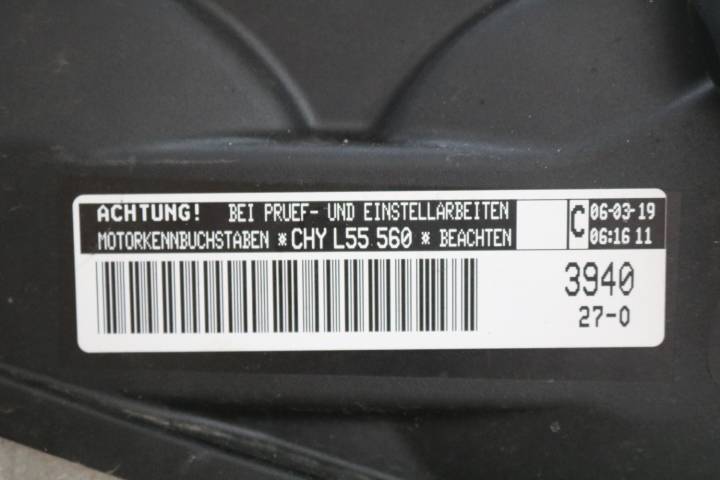 ACHTUNG! BEI PRUEF- UND EINSTELLARBEITEN
MOTORKENNBUCHSTABEN *CHY L55 560 * BEACHTEN
C
06-03-19
06:16 11
3940
27-0